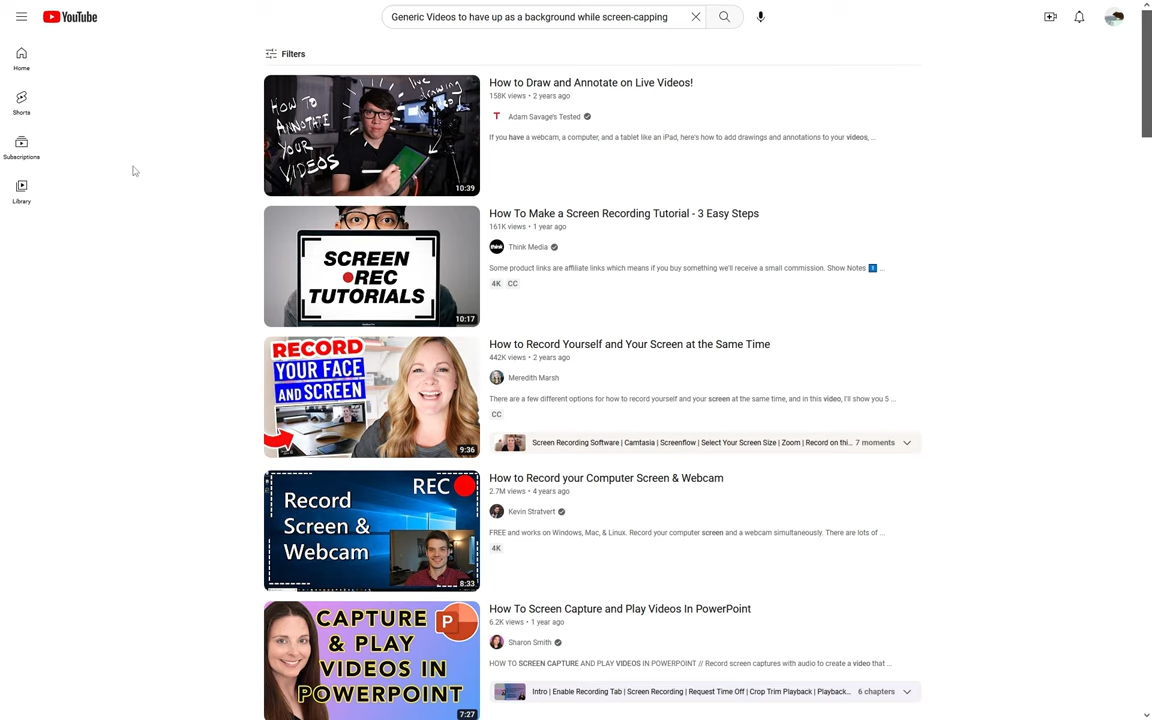 YouTube
Generic Videos to have up as a background while screen-capping
Home
Shorts
Subscriptions
Library
Filters
HOW TO ANNOTATE YOUR VIDEOS
live drawing
10:39
How to Draw and Annotate on Live Videos!
158K views • 2 years ago
T Adam Savage's Tested
If you have a webcam, a computer, and a tablet like an iPad, here's how to add drawings and annotations to your videos, ...
SCREEN
REC
TUTORIALS
10:17
How To Make a Screen Recording Tutorial - 3 Easy Steps
161K views • 1 year ago
think Think Media
Some product links are affiliate links which means if you buy something we'll receive a small commission. Show Notes ...
4K CC
RECORD
YOUR FACE
AND SCREEN
9:36
How to Record Yourself and Your Screen at the Same Time
442K views • 2 years ago
Meredith Marsh
There are a few different options for how to record yourself and your screen at the same time, and in this video, I'll show you 5 ...
CC
Screen Recording Software | Camtasia | Screenflow | Select Your Screen Size | Zoom | Record on thi... 7 moments
REC
Record
Screen &
Webcam
8:33
How to Record your Computer Screen & Webcam
2.7M views • 4 years ago
Kevin Stratvert
FREE and works on Windows, Mac, & Linux. Record your computer screen and a webcam simultaneously. There are lots of ...
4K
CAPTURE
& PLAY
VIDEOS IN
POWERPOINT
P
7:27
How To Screen Capture and Play Videos In PowerPoint
6.2K views • 1 year ago
Sharon Smith
HOW TO SCREEN CAPTURE AND PLAY VIDEOS IN POWERPOINT // Record screen captures with audio to create a video that ...
Intro | Enable Recording Tab | Screen Recording | Request Time Off | Crop Trim Playback | Playback... 6 chapters